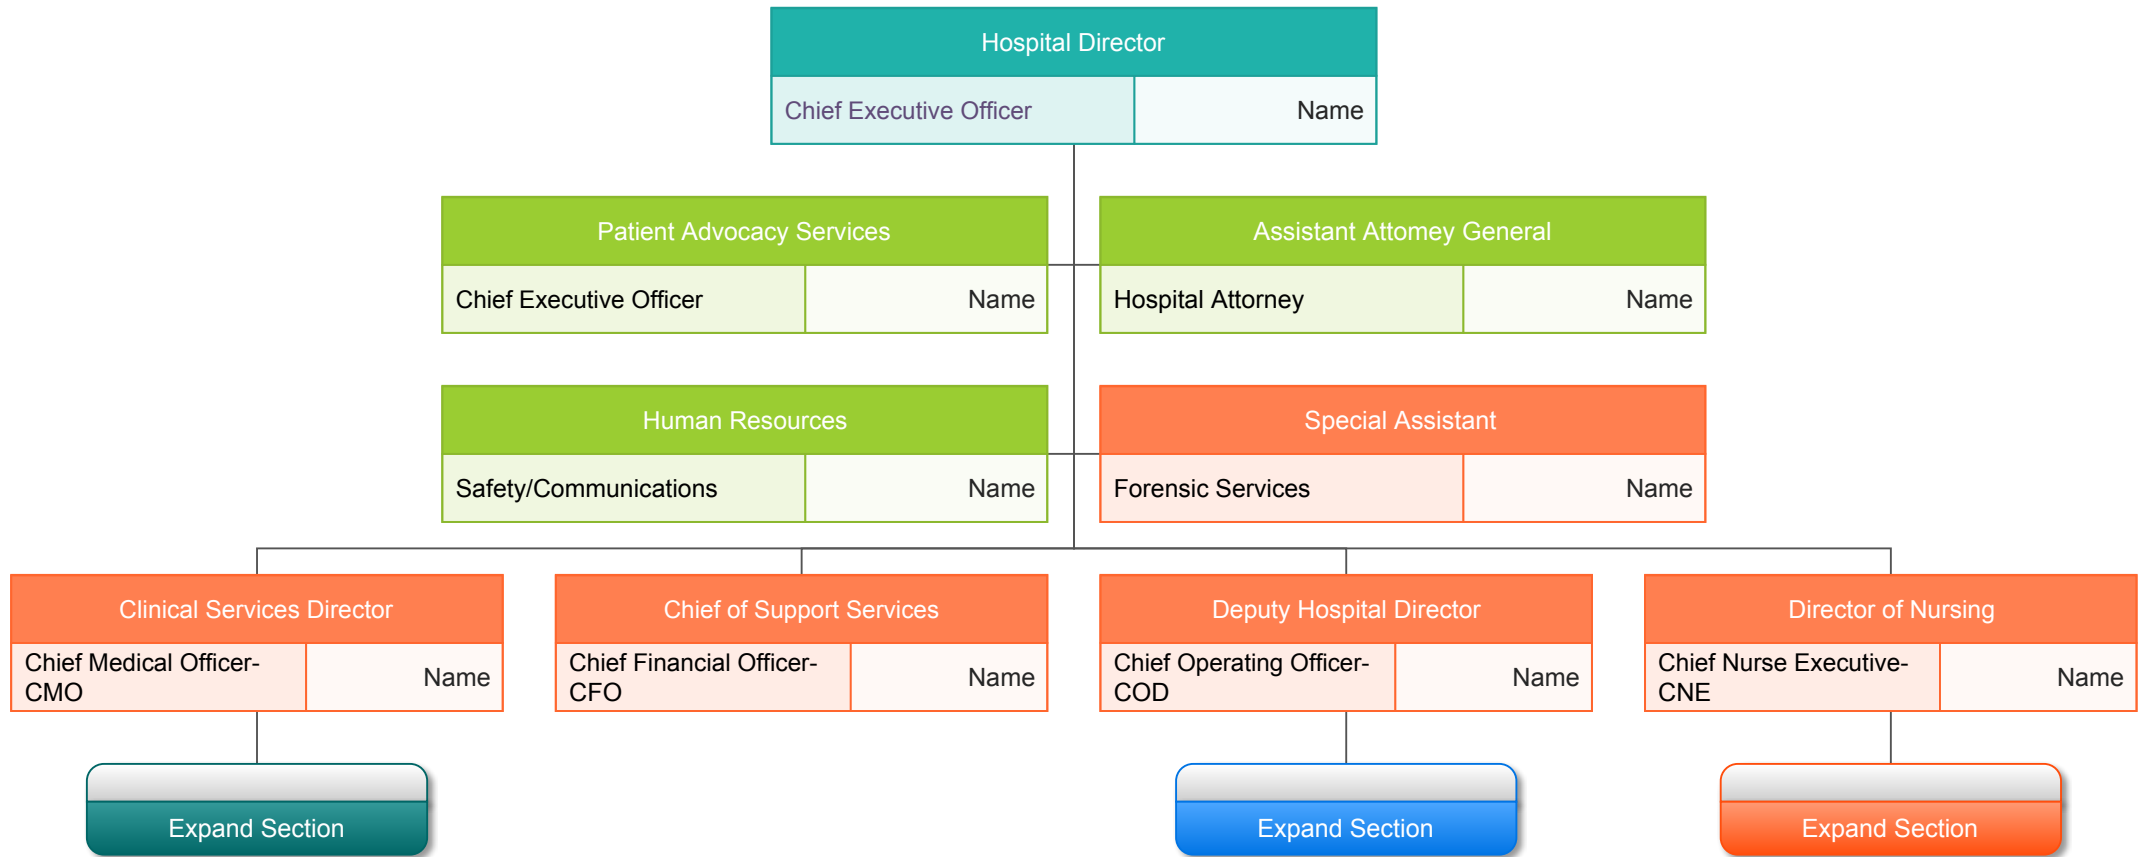 Hospital Director
Chief Executive Officer
Name
Patient Advocacy Services
Chief Executive Officer
Name
Assistant Attomey General
Hospital Attorney
Name
Human Resources
Safety/Communications
Name
Special Assistant
Forensic Services
Name
Clinical Services Director
Chief Medical Officer-
CMO
Name
Chief of Support Services
Chief Financial Officer-
CFO
Name
Deputy Hospital Director
Chief Operating Officer-
COD
Name
Director of Nursing
Chief Nurse Executive-
CNE
Name
Expand Section
Expand Section
Expand Section